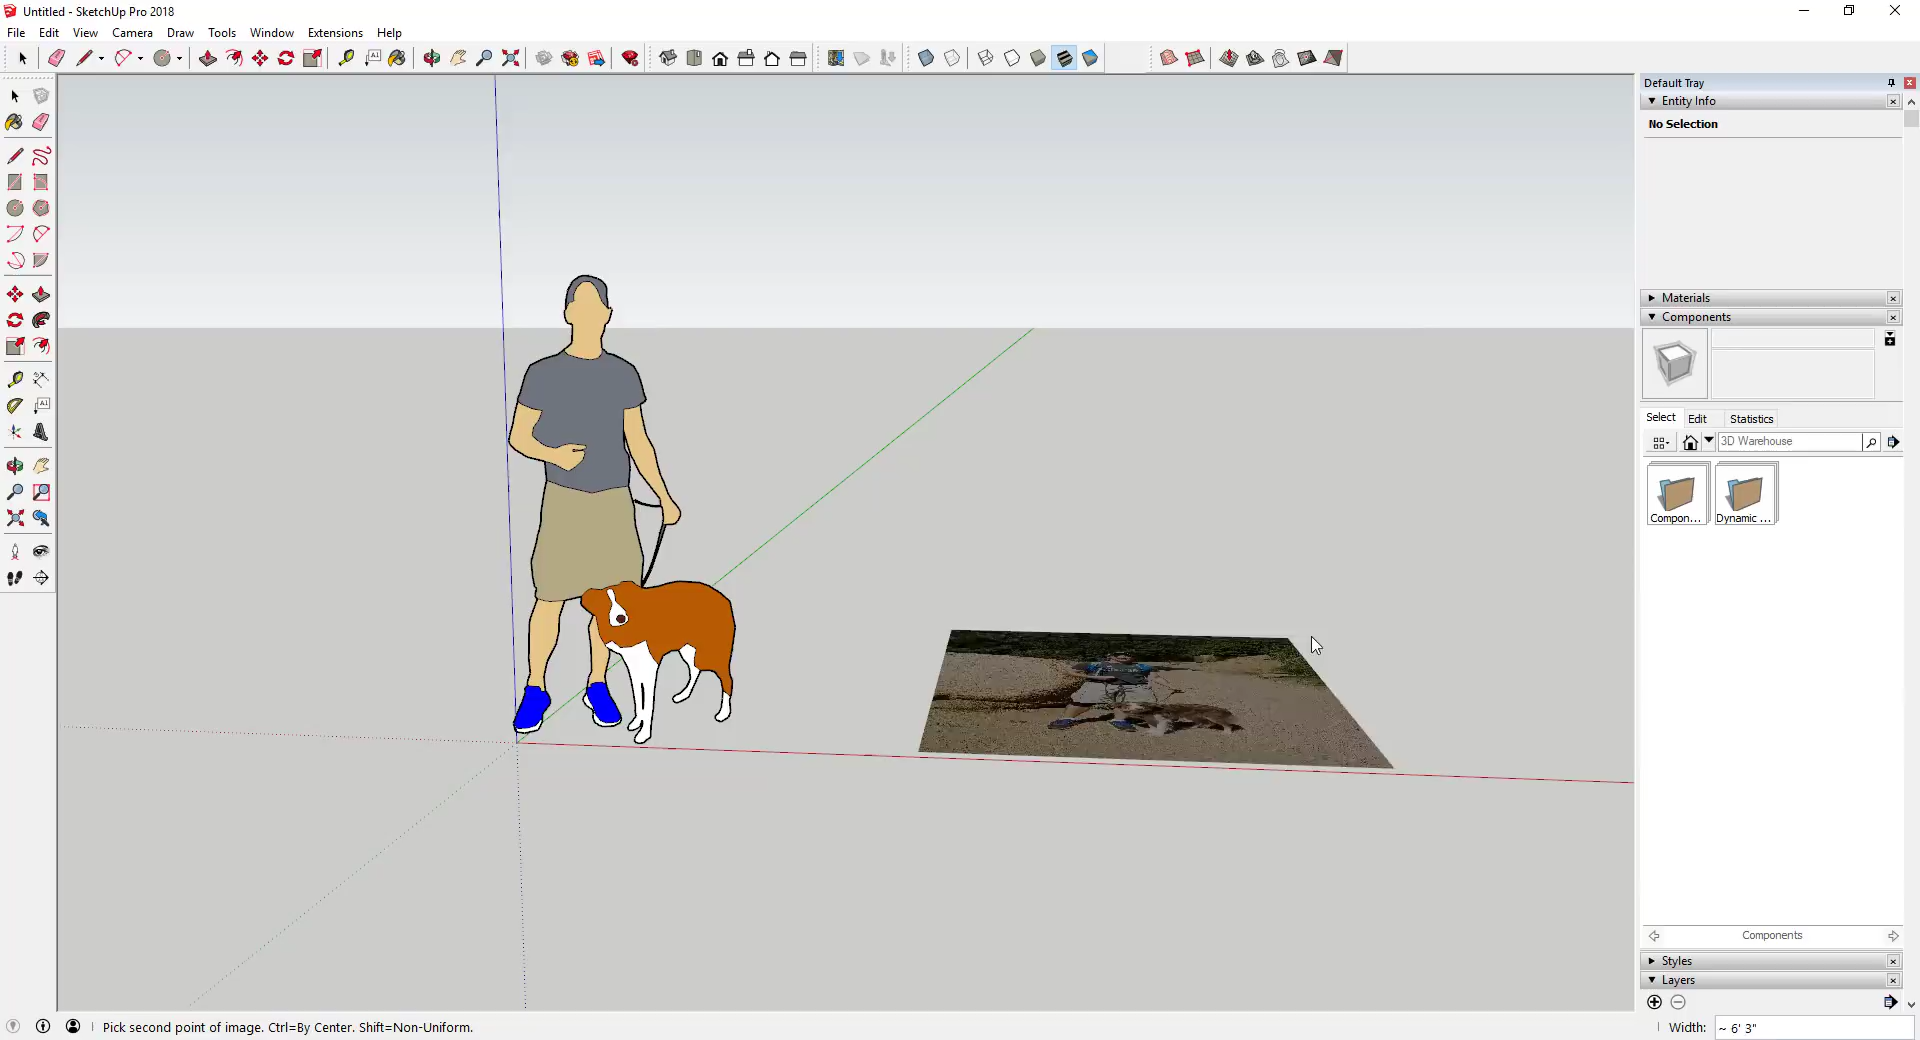 Untitled - SketchUp Pro 2018
File Edit View Camera Draw Tools Window Extensions Help
Default Tray
Entity Info
No Selection
Materials
Components
Select Edit Statistics
3D Warehouse
Compon... Dynamic ...
Components
Styles
Layers
Pick second point of image. Ctrl=By Center. Shift=Non-Uniform.
Width: ~ 6' 3"